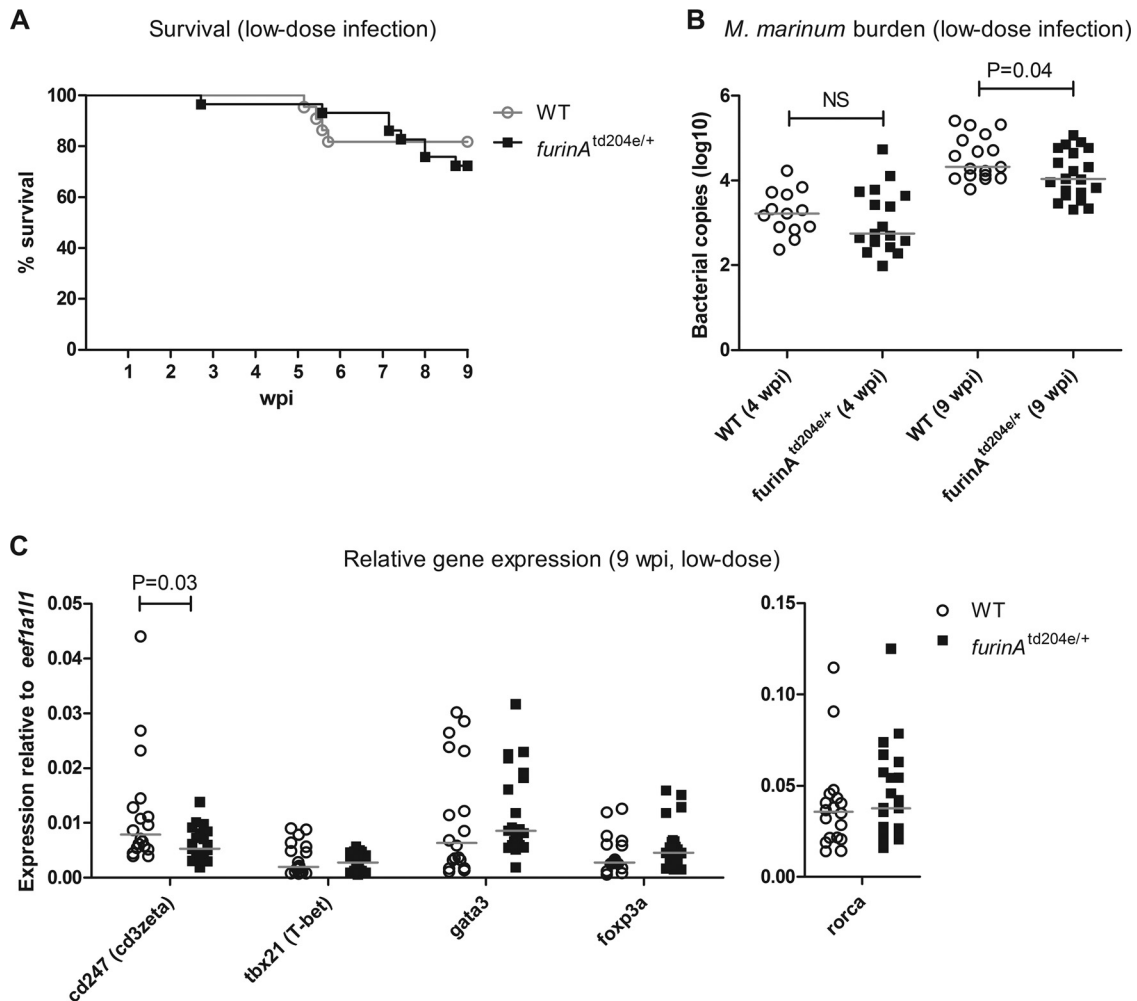 A
Survival (low-dose infection)
100
80
60
40
20
0
% survival
1 2 3 4 5 6 7 8 9
wpi
WT
furinA td204e/+
B
M. marinum burden (low-dose infection)
P=0.04
NS
6
4
2
0
Bacterial copies (log10)
WT (4 wpi)
furinA td204e/+ (4 wpi)
WT (9 wpi)
furinA td204e/+ (9 wpi)
C
Relative gene expression (9 wpi, low-dose)
P=0.03
0.05
0.04
0.03
0.02
0.01
0.00
Expression relative to eef1a1l1
cd247 (cd3zeta)
tbx21 (T-bet)
gata3
foxp3a
0.15
0.10
0.05
0.00
rorca
WT
furinA td204e/+